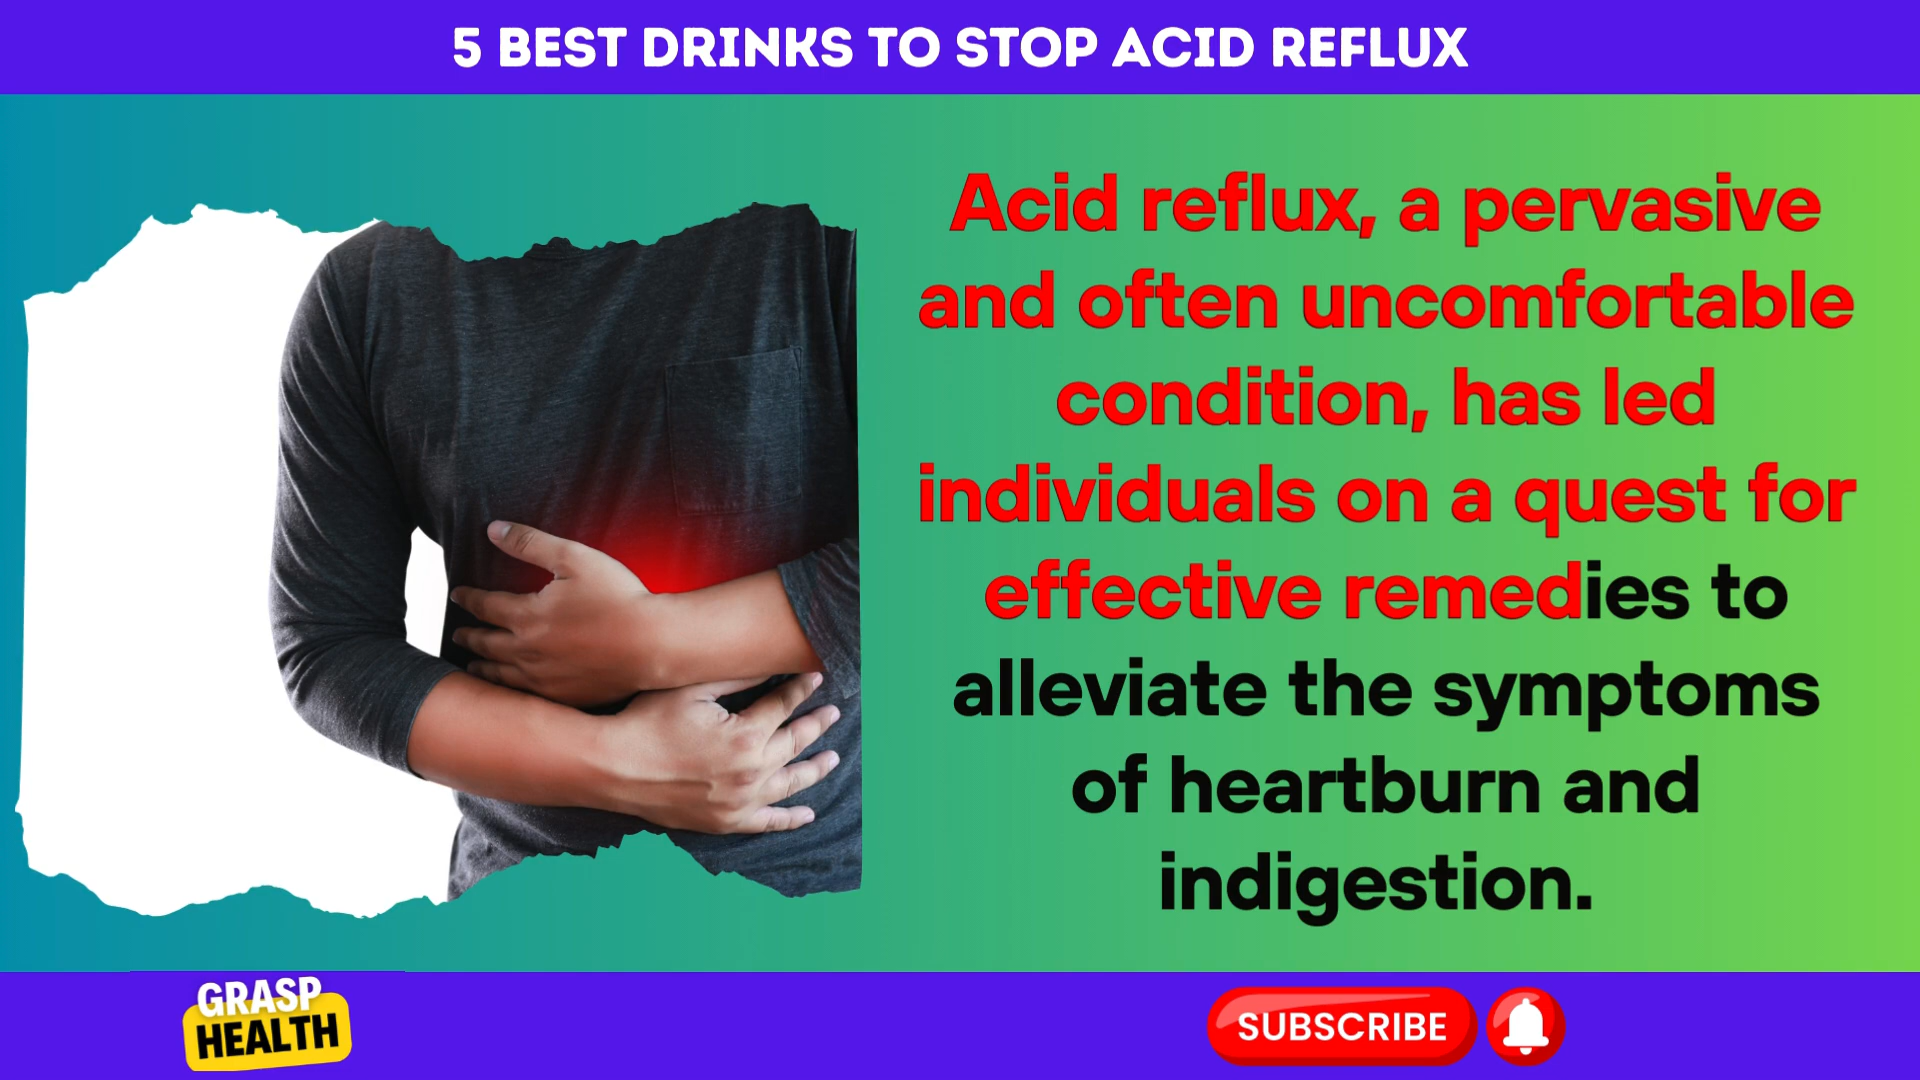 5 BEST DRINKS TO STOP ACID REFLUX
Acid reflux, a pervasive
and often uncomfortable
condition, has led
individuals on a quest for
effective remedies to
alleviate the symptoms
of heartburn and
indigestion.
GRASP
HEALTH
SUBSCRIBE